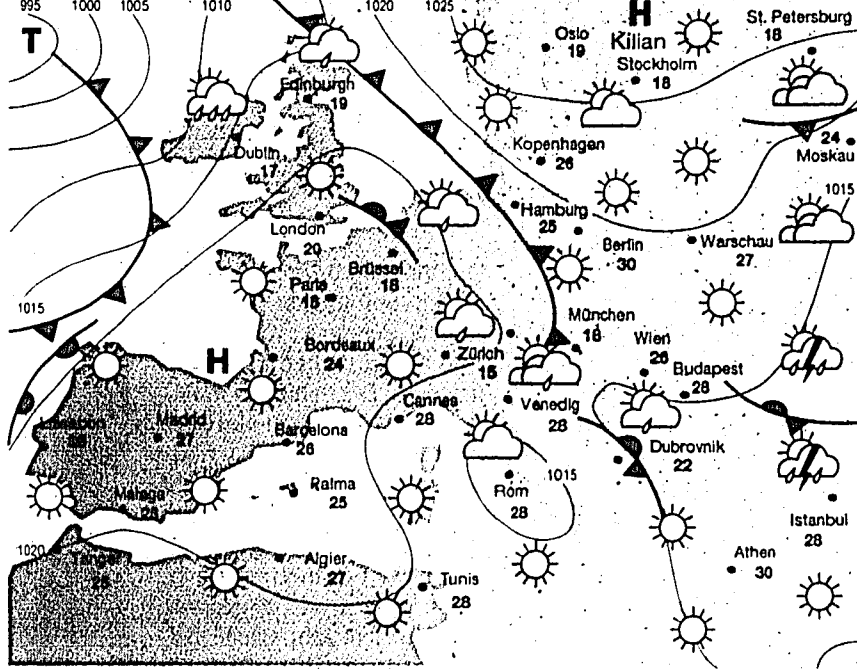 995 1000 1005 1010 1020 1025
T
H
Kilian
Oslo
19
Stockholm
18
St. Petersburg
18
24
Moskau
Edinburgh
19
Dublin
17
Kopenhagen
26
1015
London
20
Hamburg
25
Berlin
30
Warschau
27
Brüssel
18
Paris
1015
München
18
Bordeaux
24
H
Zürich
15
Wien
26
Budapest
28
Cannes
28
Venedig
28
Madrid
27
Barcelona
26
Dubrovnik
22
Palma
25
Rom
28
1015
Malaga
Istanbul
28
1020
Algier
27
Tunis
28
Athen
30